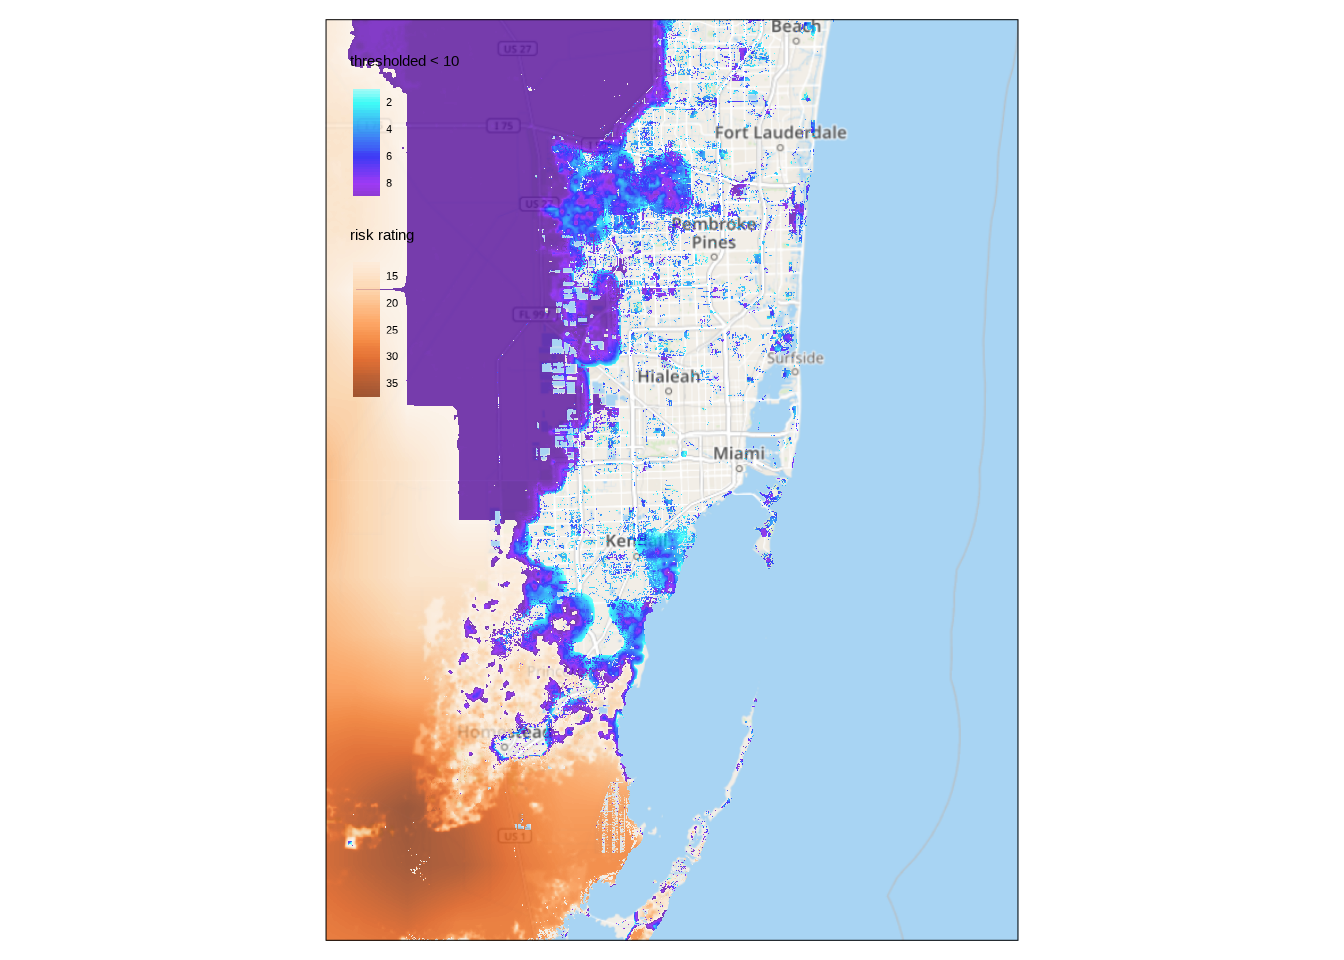 Beach
US 27
thresholded < 10
2
I 75
Fort Lauderdale
4
6
8
US 27
Pembroke
Pines
risk rating
15
20
FL 997
25
30
Surfside
35
Hialeah
Miami
Homestead
US 1